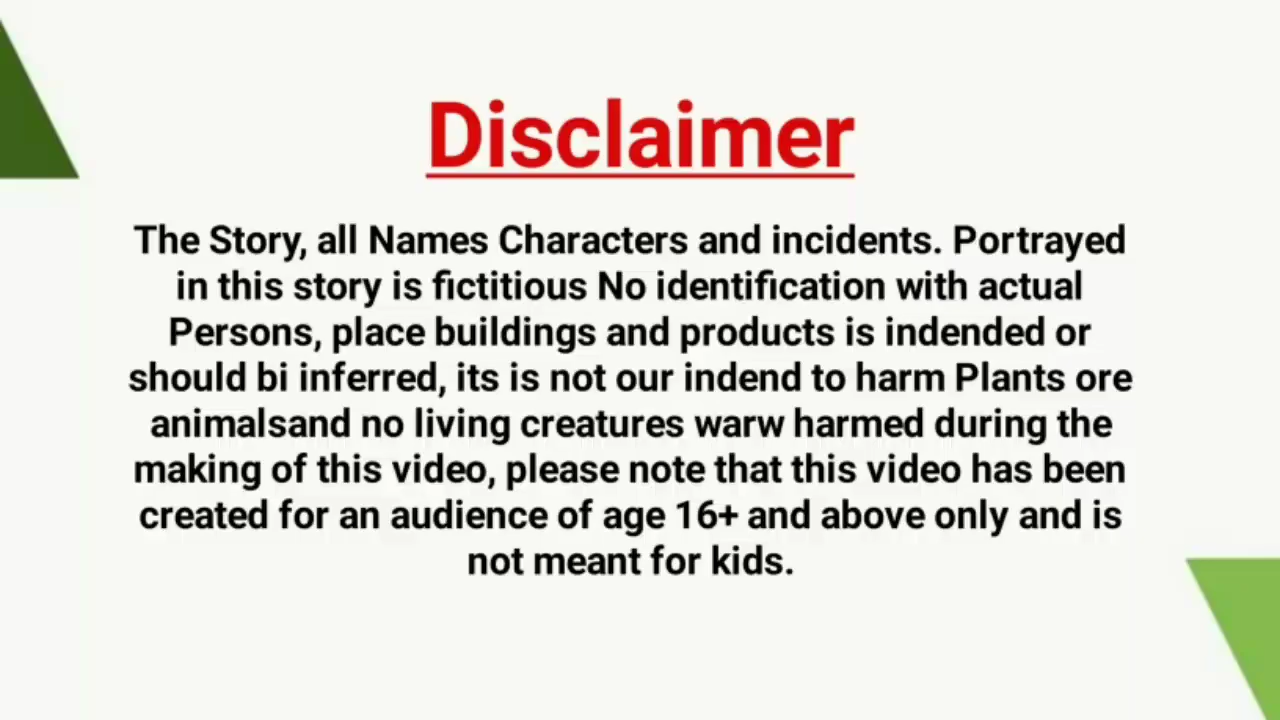 Disclaimer
The Story, all Names Characters and incidents. Portrayed
in this story is fictitious No identification with actual
Persons, place buildings and products is indended or
should bi inferred, its is not our indend to harm Plants ore
animalsand no living creatures warw harmed during the
making of this video, please note that this video has been
created for an audience of age 16+ and above only and is
not meant for kids.